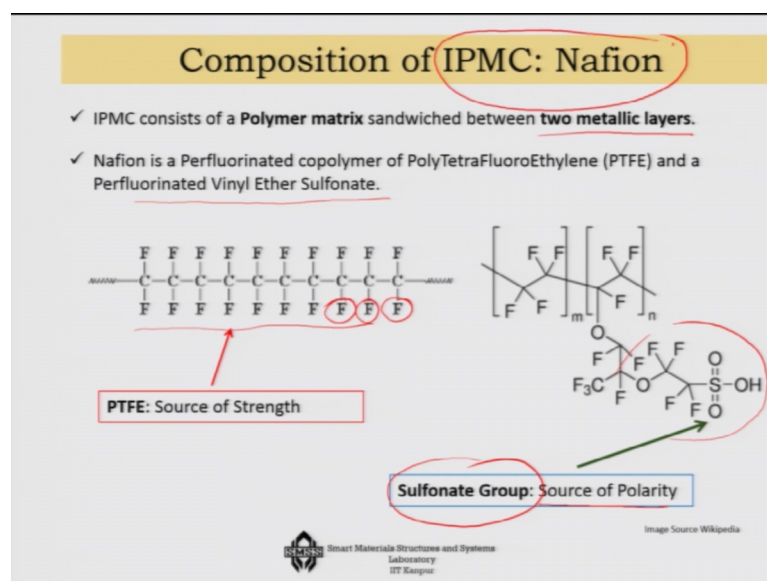 Composition of IPMC: Nafion
✓ IPMC consists of a Polymer matrix sandwiched between two metallic layers.
✓ Nafion is a Perfluorinated copolymer of PolyTetraFluoroEthylene (PTFE) and a
Perfluorinated Vinyl Ether Sulfonate.
F F F F F F F F F F
C C C C C C C C C C
F F F F F F F F F F
F F F F
F F F
m n
O
F F F F
F₃C O S OH
F F F O
O
PTFE: Source of Strength
Sulfonate Group: Source of Polarity
Image Source Wikipedia
SMSS
Smart Materials Structures and Systems
Laboratory
IIT Kanpur